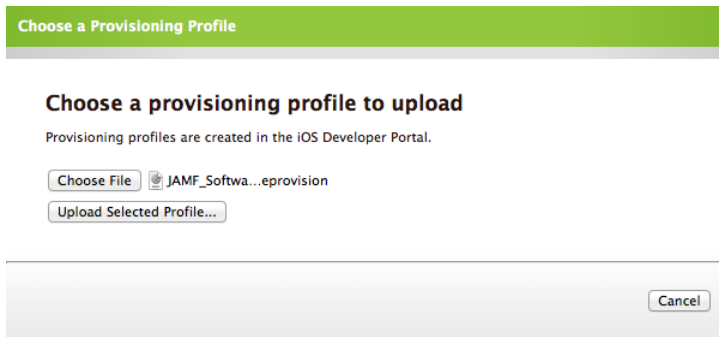 Choose a Provisioning Profile
Choose a provisioning profile to upload
Provisioning profiles are created in the iOS Developer Portal.
Choose File JAMF_Softwa...eprovision
Upload Selected Profile...
Cancel